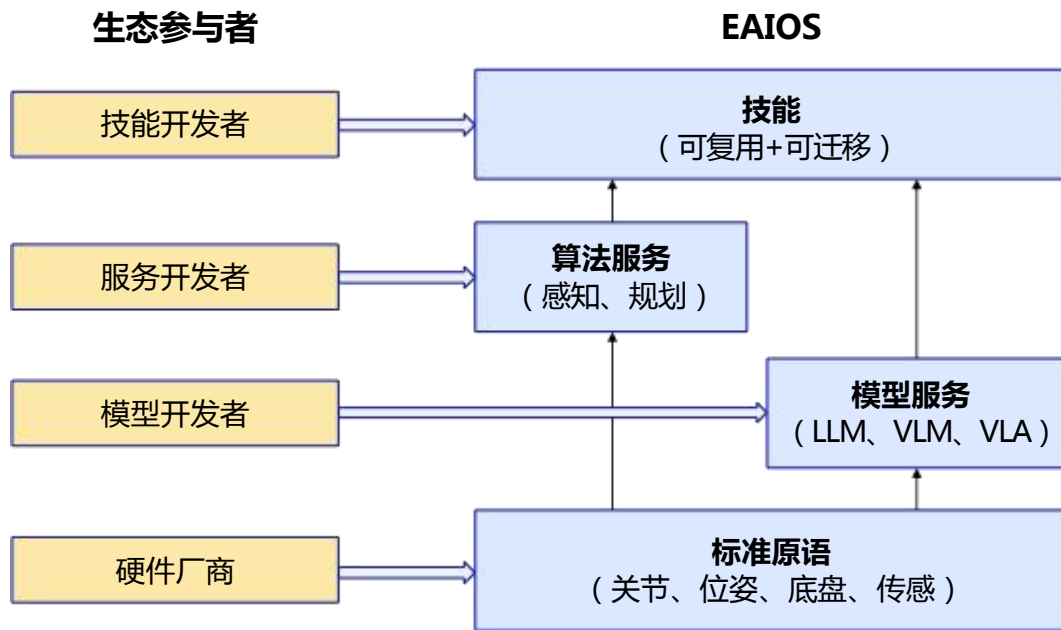 生态参与者
EAIOS
技能开发者
技能
（可复用+可迁移）
服务开发者
算法服务
（感知、规划）
模型开发者
模型服务
（LLM、VLM、VLA）
硬件厂商
标准原语
（关节、位姿、底盘、传感）